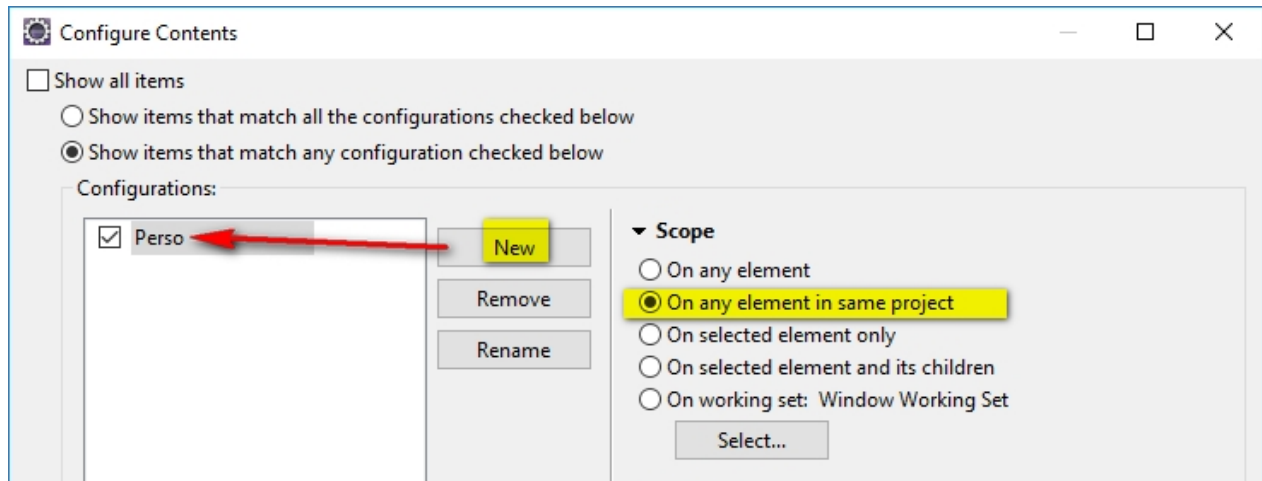 Configure Contents
Show all items
Show items that match all the configurations checked below
Show items that match any configuration checked below
Configurations:
Perso
New
Remove
Rename
Scope
On any element
On any element in same project
On selected element only
On selected element and its children
On working set: Window Working Set
Select...